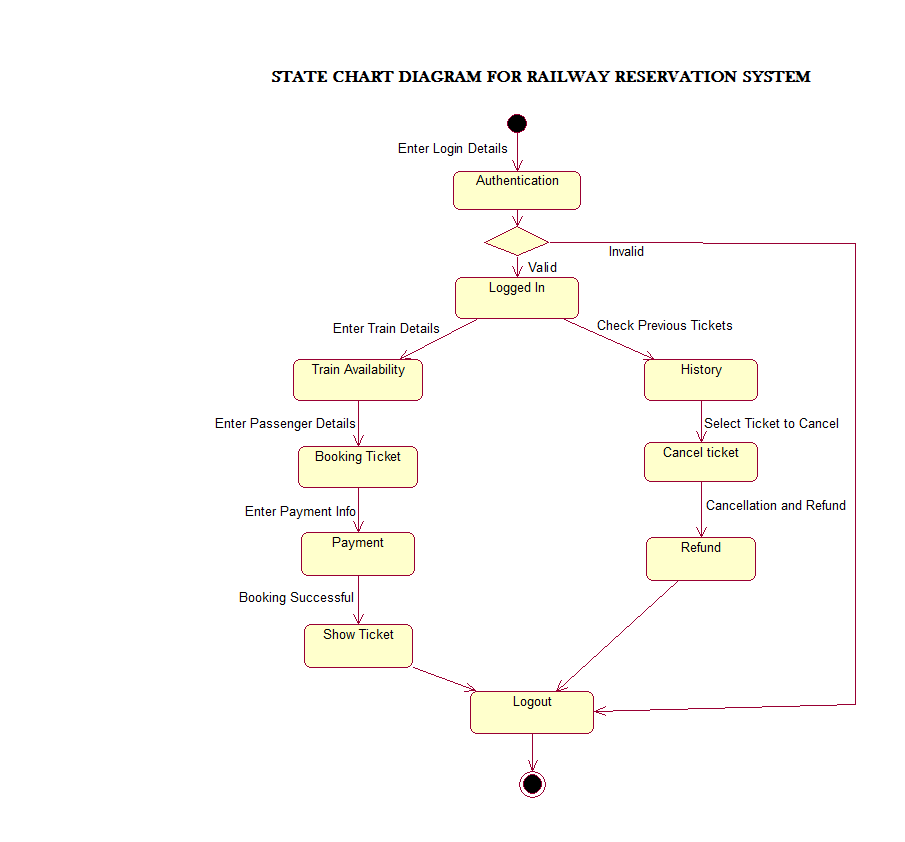 STATE CHART DIAGRAM FOR RAILWAY RESERVATION SYSTEM
Enter Login Details
Authentication
Invalid
Valid
Logged In
Enter Train Details
Check Previous Tickets
Train Availability
History
Enter Passenger Details
Select Ticket to Cancel
Booking Ticket
Cancel ticket
Enter Payment Info
Cancellation and Refund
Payment
Refund
Booking Successful
Show Ticket
Logout